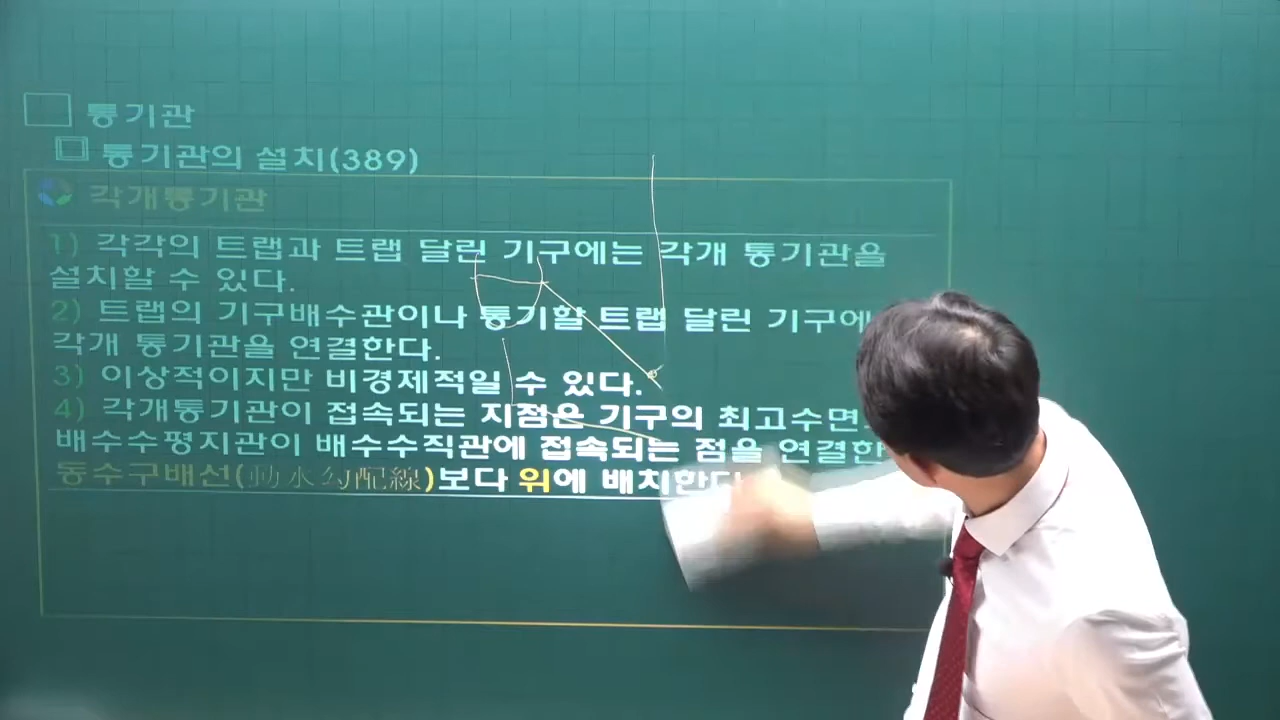 통기관
통기관의 설치(389)
각개통기관
1) 각각의 트랩과 트랩 달린 기구에는 각개 통기관을
설치할 수 있다.
2) 트랩의 기구배수관이나 통기할 트랩 달린 기구에
각개 통기관을 연결한다.
3) 이상적이지만 비경제적일 수 있다.
4) 각개통기관이 접속되는 지점은 기구의 최고수면
배수수평지관이 배수수직관에 접속되는 점을 연결한
동수구배선(動水勾配線)보다 위에 배치한다